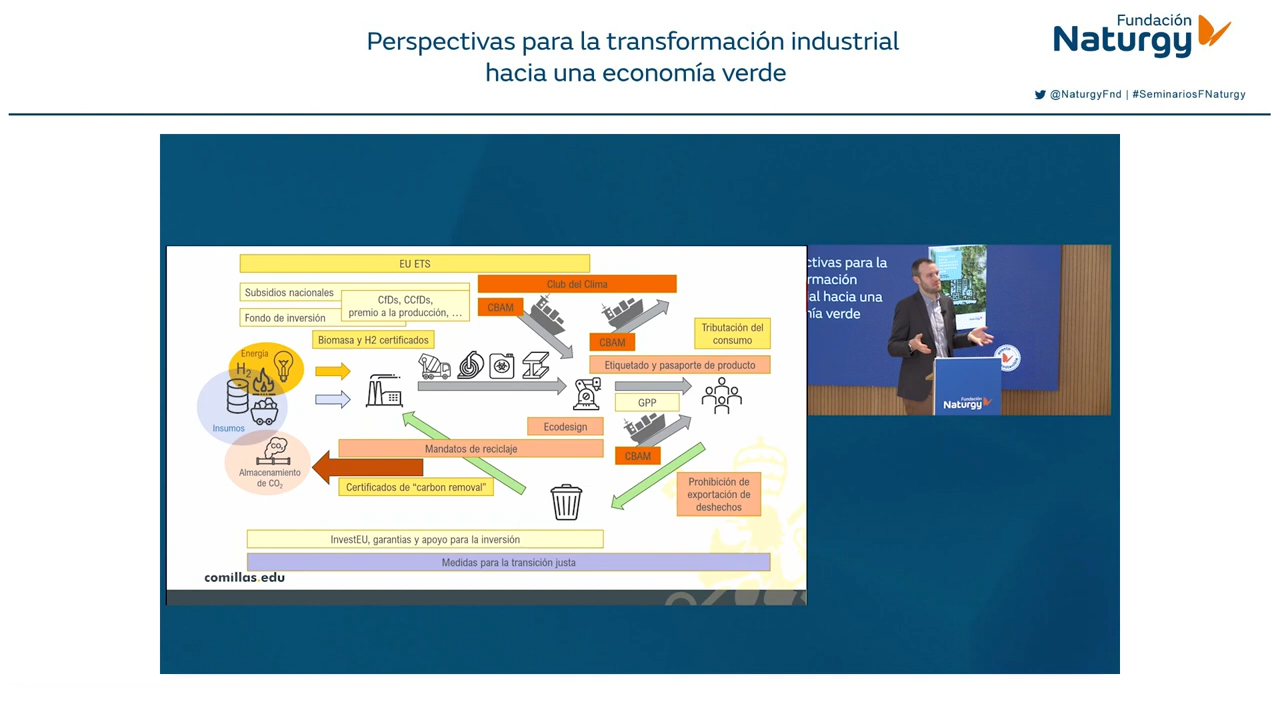 Perspectivas para la transformación industrial
hacia una economía verde
Fundación
Naturgy
@NaturgyFnd | #SeminariosFNaturgy
EU ETS
Club del Clima
Subsidios nacionales
CfDs, CCfDs,
premio a la producción, ...
Fondo de inversión
CBAM
Biomasa y H2 certificados
CBAM
Tributación del
consumo
Energía
H2
Etiquetado y pasaporte de producto
GPP
Insumos
Ecodesign
CO2
Mandatos de reciclaje
CBAM
Almacenamiento
de CO2
Certificados de "carbon removal"
Prohibición de
exportación de
deshechos
InvestEU, garantias y apoyo para la inversión
Medidas para la transición justa
comillas.edu
ctivas para la
rmación
al hacia una
mía verde
Fundación
Naturgy